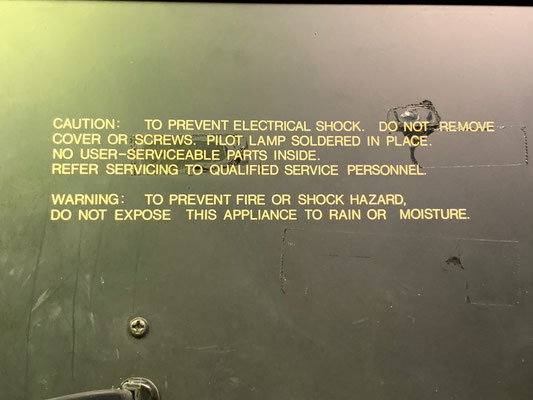 CAUTION: TO PREVENT ELECTRICAL SHOCK. DO NOT REMOVE
COVER OR SCREWS. PILOT LAMP SOLDERED IN PLACE.
NO USER-SERVICEABLE PARTS INSIDE.
REFER SERVICING TO QUALIFIED SERVICE PERSONNEL.
WARNING: TO PREVENT FIRE OR SHOCK HAZARD,
DO NOT EXPOSE THIS APPLIANCE TO RAIN OR MOISTURE.